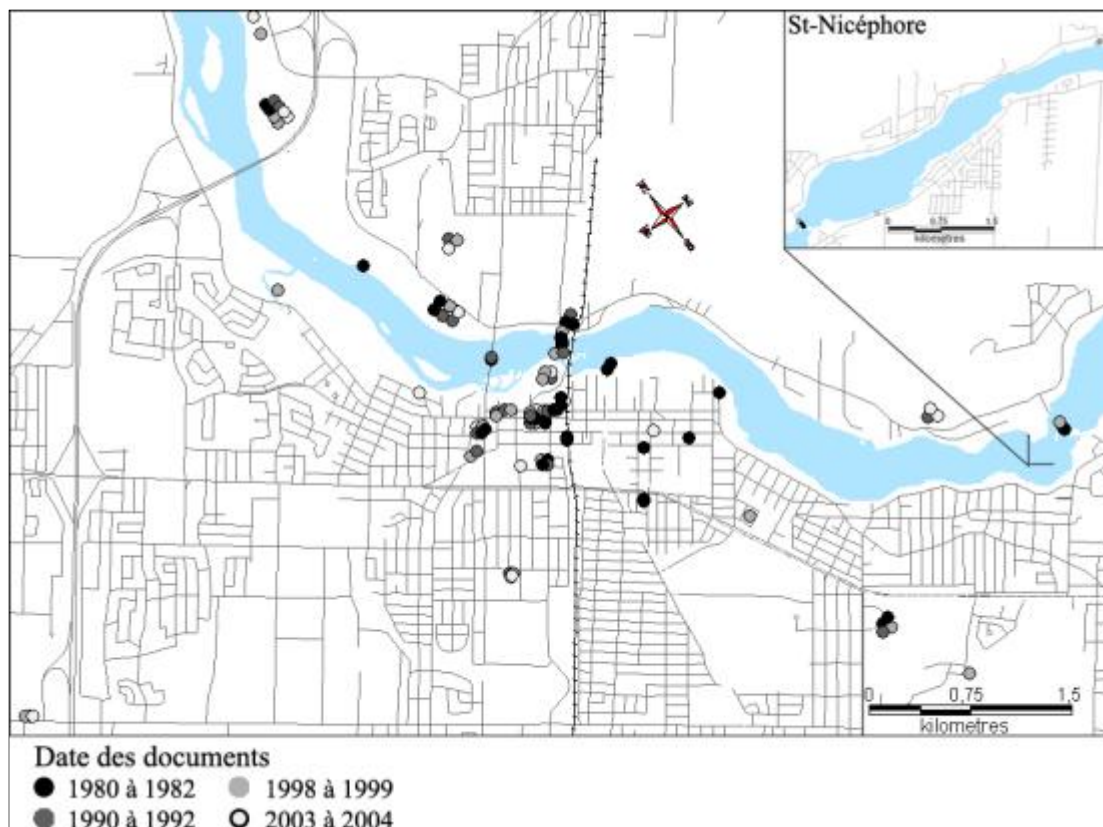 St-Nicéphore
0 0.75 1.5
kilometres
0 0,75 1,5
kilometres
Date des documents
1980 à 1982
1998 à 1999
1990 à 1992
2003 à 2004